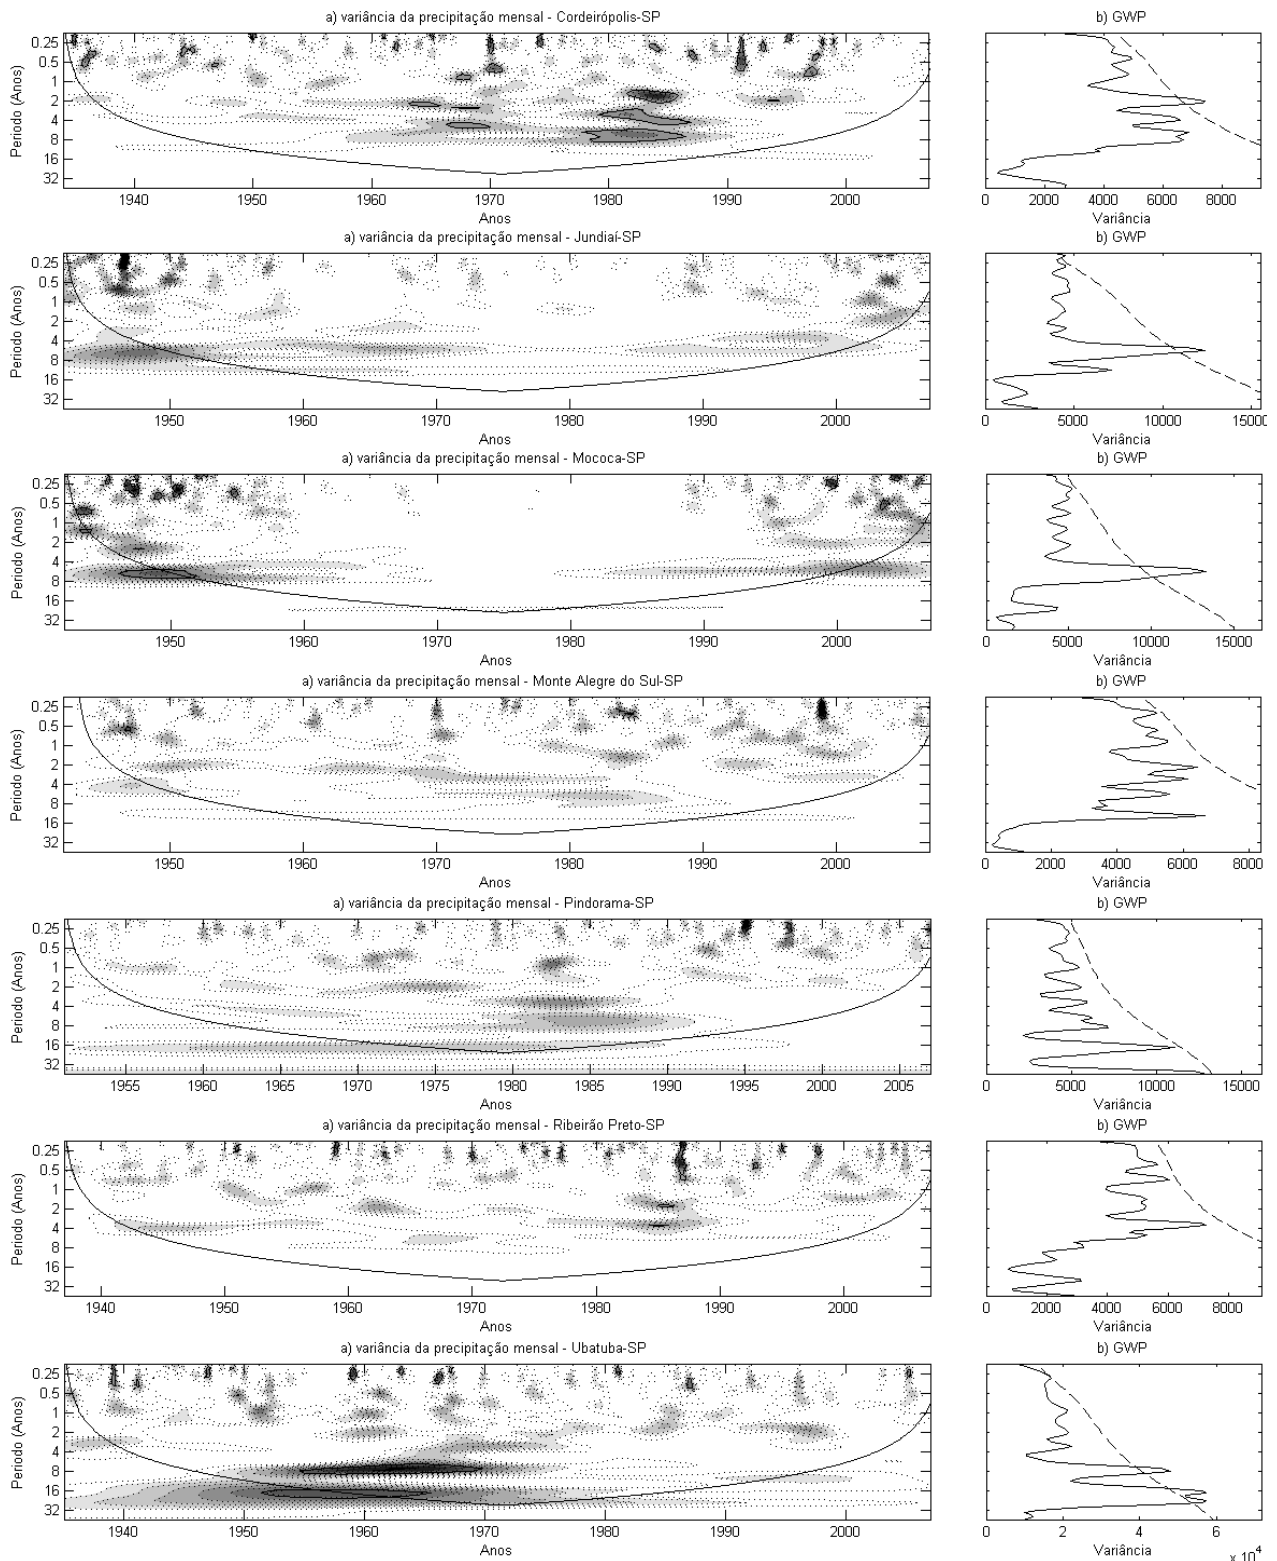 a) variância da precipitação mensal - Cordeirópolis-SP
b) GWP
Periodo (Anos)
0.25
0.5
1
2
4
8
16
32
1940 1950 1960 1970 1980 1990 2000
Anos
0 2000 4000 6000 8000
Variância
a) variância da precipitação mensal - Jundiaí-SP
b) GWP
Periodo (Anos)
0.25
0.5
1
2
4
8
16
32
1950 1960 1970 1980 1990 2000
Anos
0 5000 10000 15000
Variância
a) variância da precipitação mensal - Mococa-SP
b) GWP
Periodo (Anos)
0.25
0.5
1
2
4
8
16
32
1950 1960 1970 1980 1990 2000
Anos
0 5000 10000 15000
Variância
a) variância da precipitação mensal - Monte Alegre do Sul-SP
b) GWP
Periodo (Anos)
0.25
0.5
1
2
4
8
16
32
1950 1960 1970 1980 1990 2000
Anos
0 2000 4000 6000 8000
Variância
a) variância da precipitação mensal - Pindorama-SP
b) GWP
Periodo (Anos)
0.25
0.5
1
2
4
8
16
32
1955 1960 1965 1970 1975 1980 1985 1990 1995 2000 2005
Anos
0 5000 10000 15000
Variância
a) variância da precipitação mensal - Ribeirão Preto-SP
b) GWP
Periodo (Anos)
0.25
0.5
1
2
4
8
16
32
1940 1950 1960 1970 1980 1990 2000
Anos
0 2000 4000 6000 8000
Variância
a) variância da precipitação mensal - Ubatuba-SP
b) GWP
Periodo (Anos)
0.25
0.5
1
2
4
8
16
32
1940 1950 1960 1970 1980 1990 2000
Anos
0 2 4 6
Variância
x 10^4